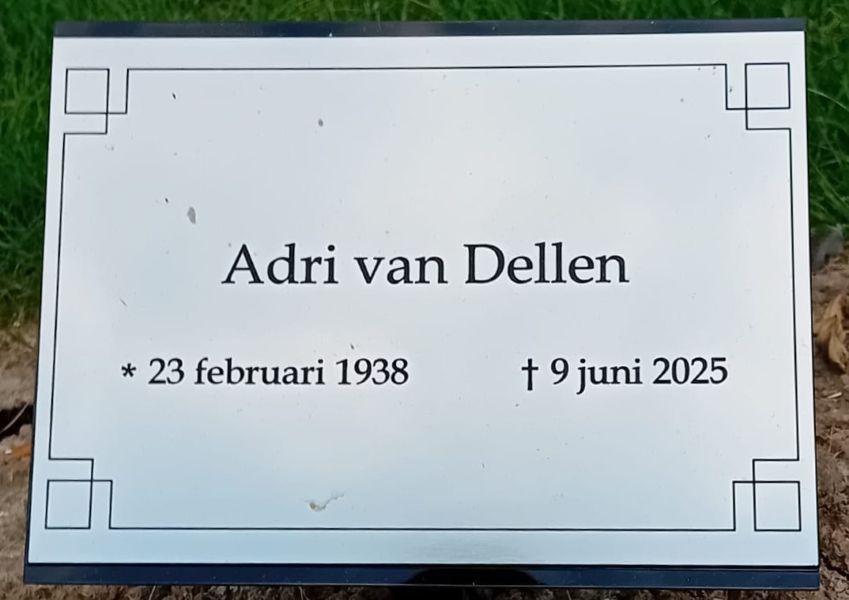 Adri van Dellen
* 23 februari 1938 † 9 juni 2025